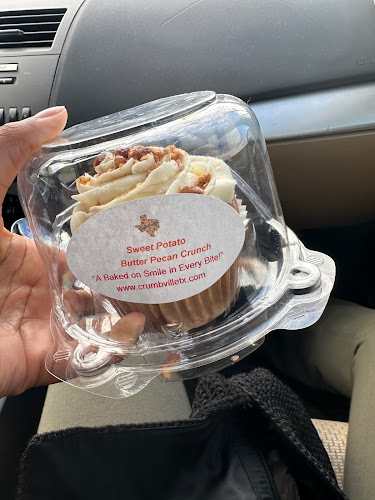 Sweet Potato
Butter Pecan Crunch
"A Baked on Smile in Every Bite!"
www.crumbvilletx.com